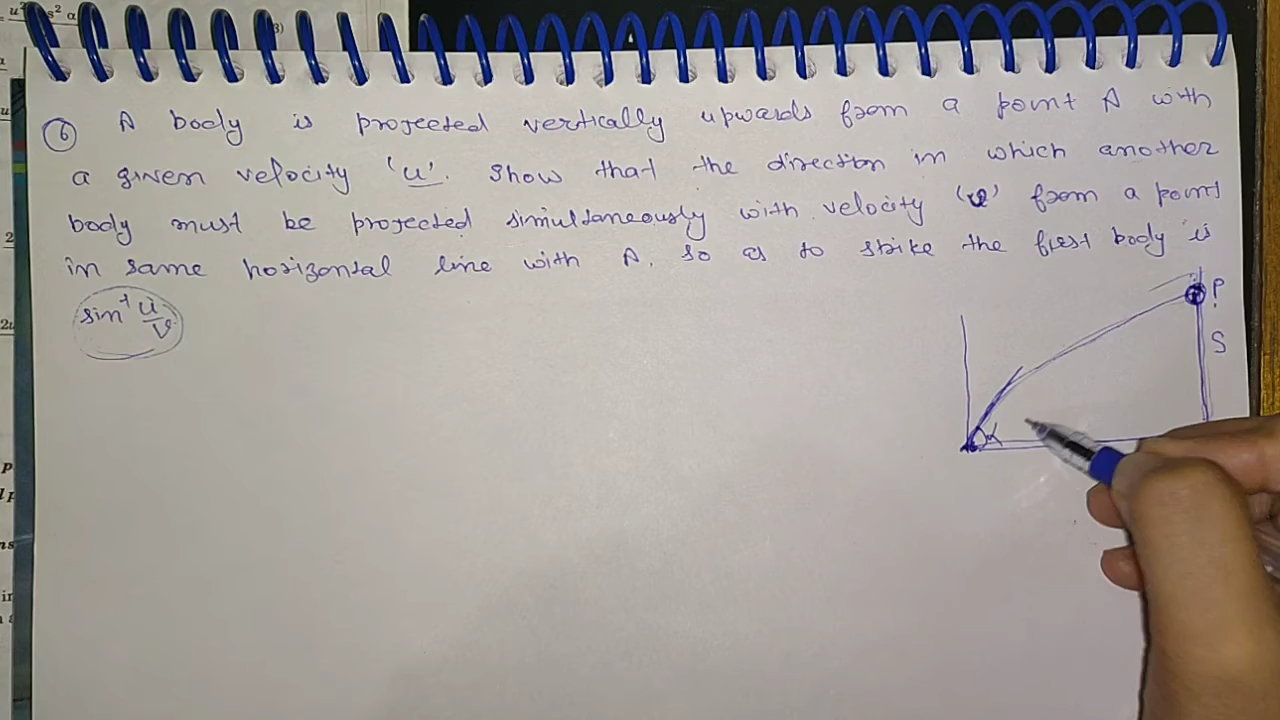 ⑥ A body is projected vertically upwards from a point A with
a given velocity 'u'. Show that the direction in which another
body must be projected simultaneously with velocity 'v' from a point
in same horizontal line with A. so as to strike the first body is
sin⁻¹ u/v
P
S
α